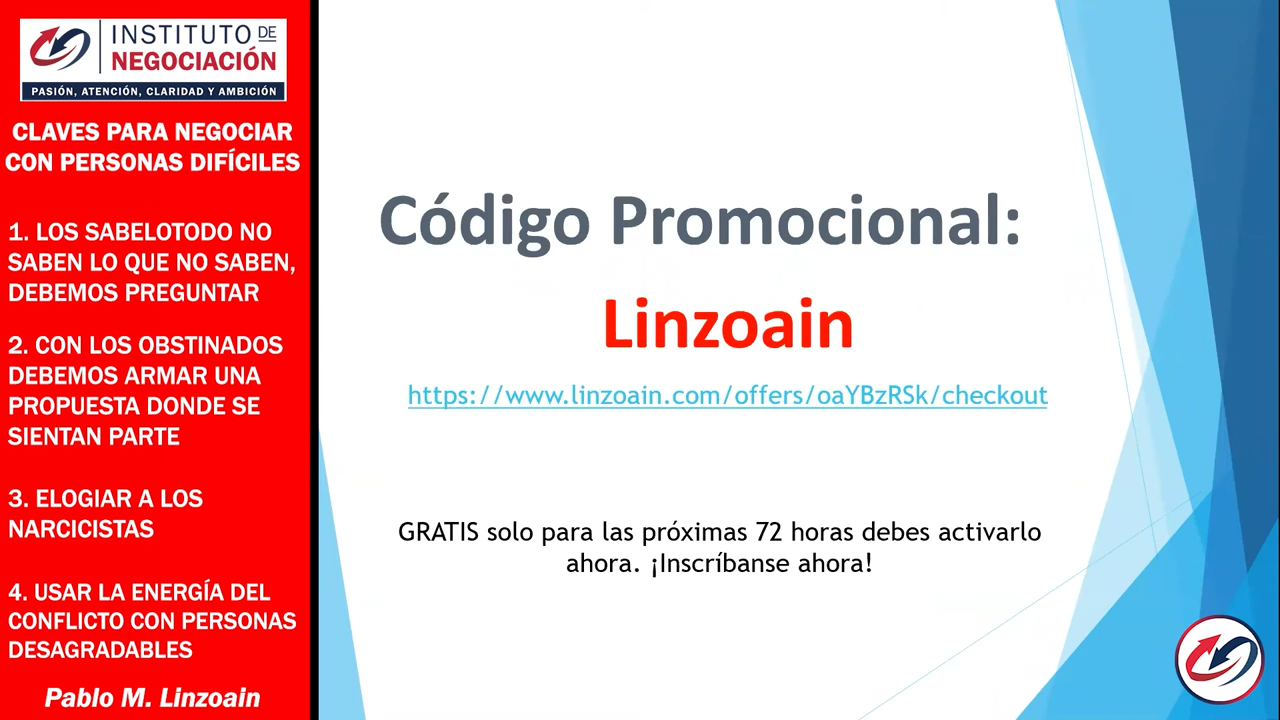 INSTITUTO DE
NEGOCIACIÓN
PASIÓN, ATENCIÓN, CLARIDAD Y AMBICIÓN
CLAVES PARA NEGOCIAR
CON PERSONAS DIFÍCILES
1. LOS SABELOTODO NO
SABEN LO QUE NO SABEN,
DEBEMOS PREGUNTAR
2. CON LOS OBSTINADOS
DEBEMOS ARMAR UNA
PROPUESTA DONDE SE
SIENTAN PARTE
3. ELOGIAR A LOS
NARCICISTAS
4. USAR LA ENERGÍA DEL
CONFLICTO CON PERSONAS
DESAGRADABLES
Pablo M. Linzoain
Código Promocional:
Linzoain
https://www.linzoain.com/offers/oaYBzRSk/checkout
GRATIS solo para las próximas 72 horas debes activarlo
ahora. ¡Inscríbanse ahora!